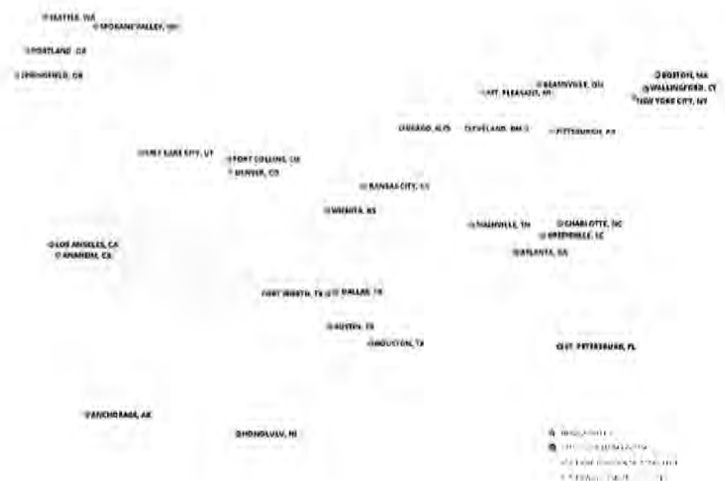 SEATTLE, WA
SPOKANE VALLEY, WA
PORTLAND, OR
SPRINGFIELD, OR
BOSTON, MA
WALLINGFORD, CT
NEW YORK CITY, NY
BEAMSVILLE, ON
MT. PLEASANT, MI
CHICAGO, ILL
CLEVELAND, OH
PITTSBURGH, PA
SALT LAKE CITY, UT
FORT COLLINS, CO
DENVER, CO
KANSAS CITY, KS
WICHITA, KS
NASHVILLE, TN
CHARLOTTE, NC
GREENVILLE, SC
ATLANTA, GA
LOS ANGELES, CA
ANAHEIM, CA
FORT WORTH, TX
DALLAS, TX
AUSTIN, TX
HOUSTON, TX
ST. PETERSBURG, FL
ANCHORAGE, AK
HONOLULU, HI